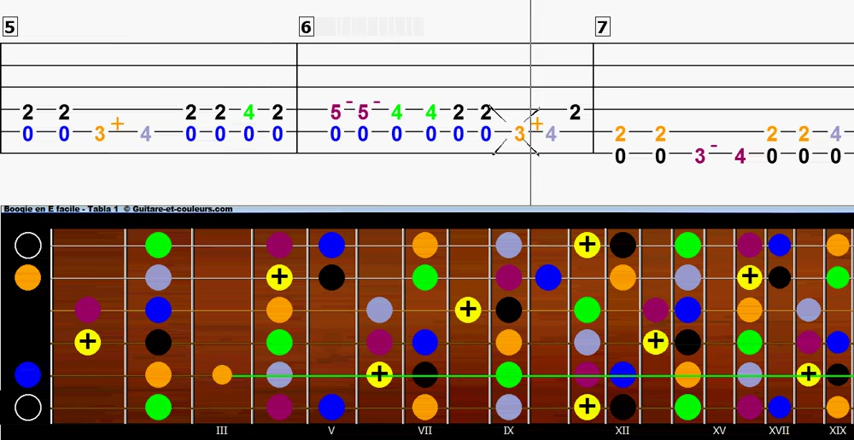 5 6 7
2 2 2 2 4 2 5 - 5 - 4 4 2 2 2
0 0 3 + 4 0 0 0 0 0 0 0 0 0 0 3 + 4 2 2 2 2 4
0 0 3 - 4 0 0 0
Boogie en E facile - Tabla 1 © Guitare-et-couleurs.com
+ +
+ +
+
+ +
+ +
+
III V VII IX XII XV XVII XIX